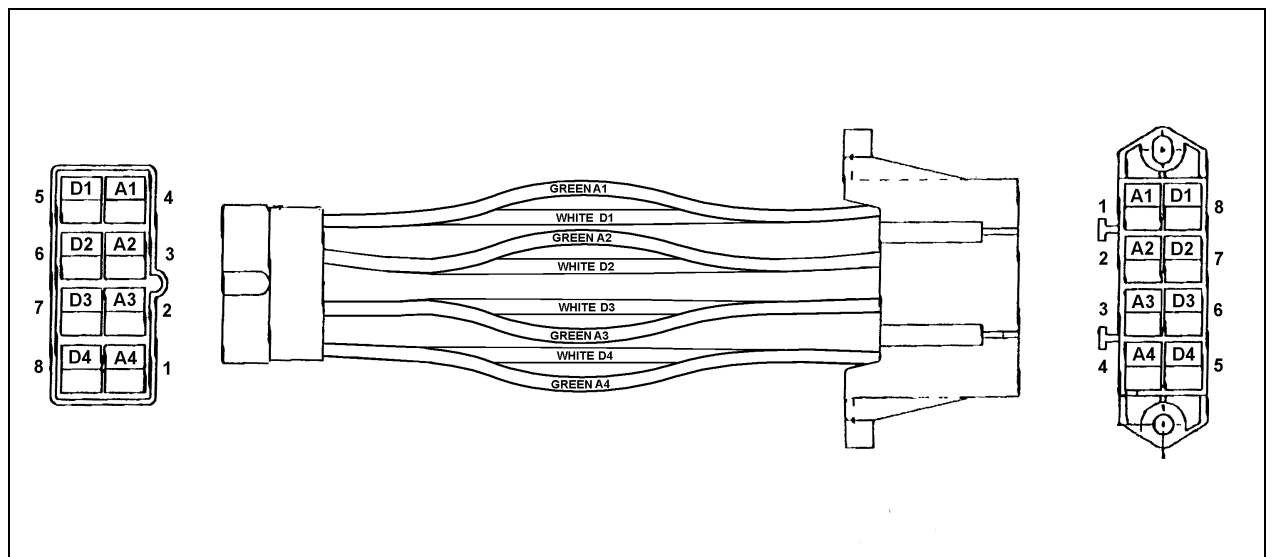 5 D1 A1 4
6 D2 A2 3
7 D3 A3 2
8 D4 A4 1
GREEN A1
WHITE D1
GREEN A2
WHITE D2
WHITE D3
GREEN A3
WHITE D4
GREEN A4
1 A1 D1 8
2 A2 D2 7
3 A3 D3 6
4 A4 D4 5